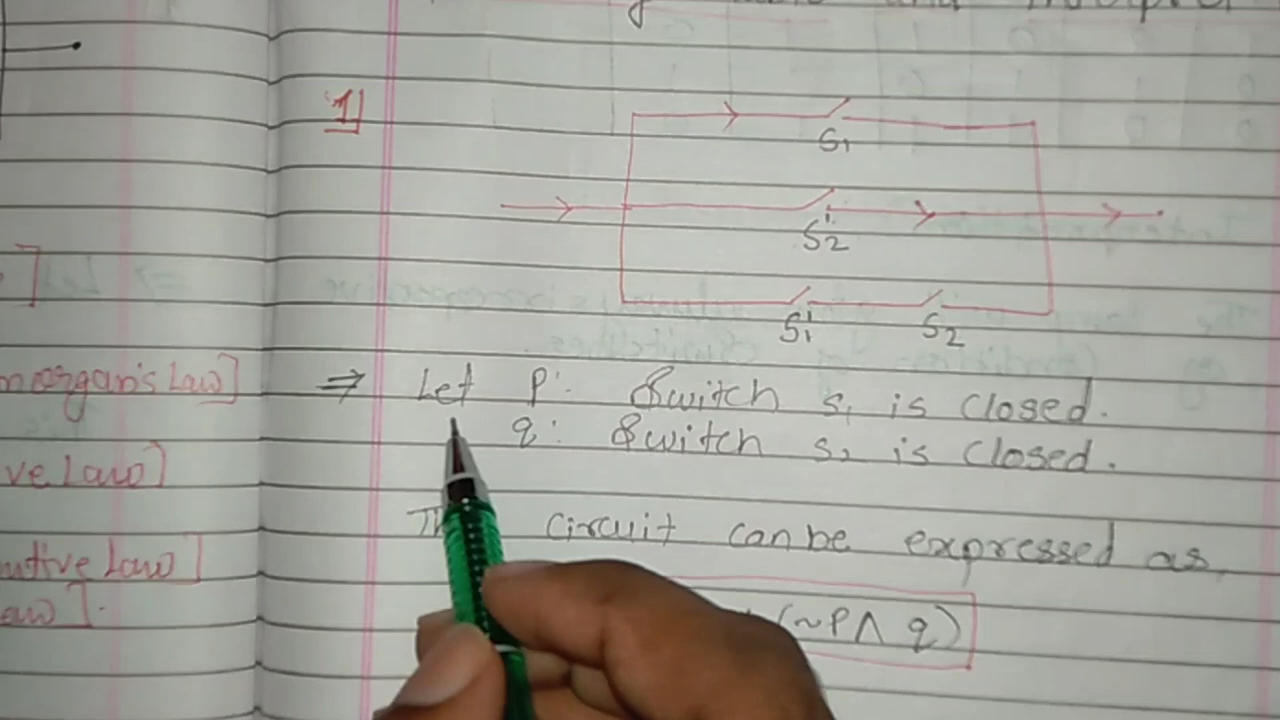 1]
S₁
S₂
S₁' S₂
morgan's Law] ⇒ Let P: Switch s₁ is closed.
q: Switch s₂ is closed.
ve Law]
circuit can be expressed as
utive Law]
(~P∧ q)
aw].